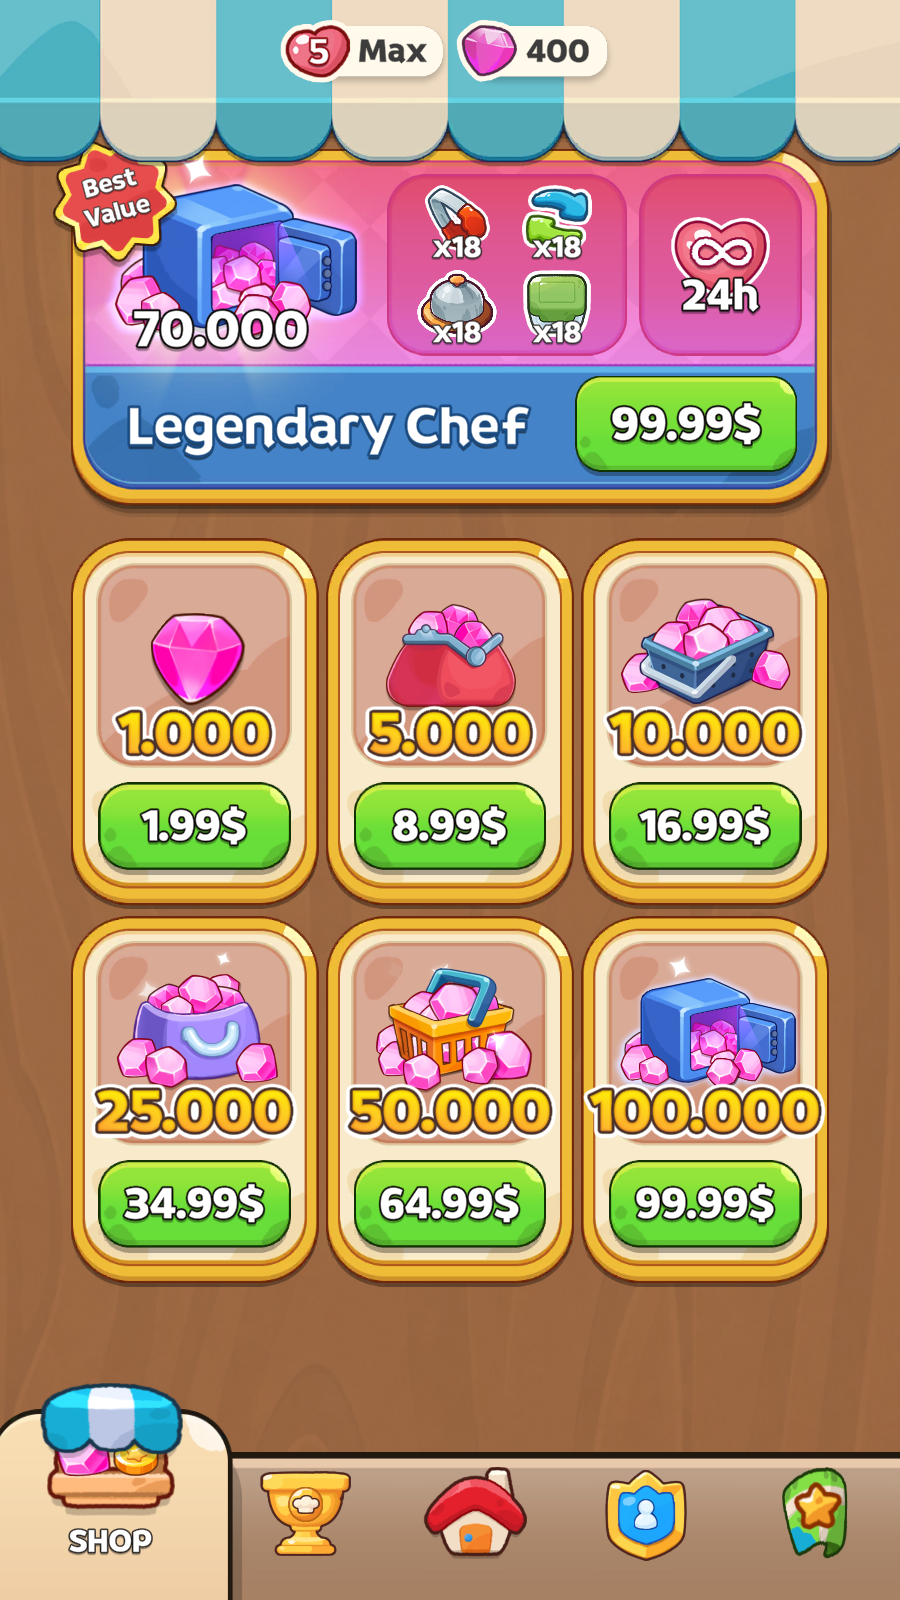 5 Max 400
Best
Value
x18 x18
24h
x18 x18
70.000
Legendary Chef 99.99$
1.000 5.000 10.000
1.99$ 8.99$ 16.99$
25.000 50.000 100.000
34.99$ 64.99$ 99.99$
SHOP